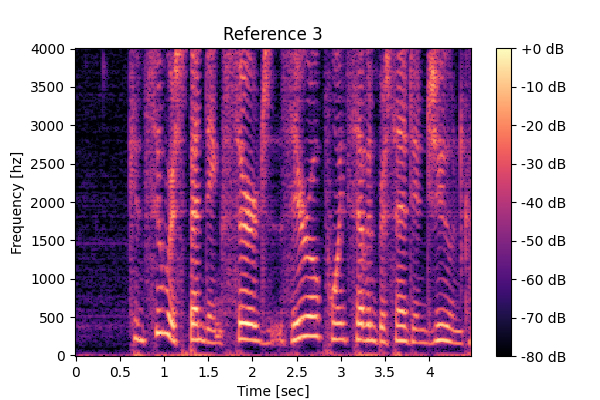 Reference 3
4000
3500
3000
2500
2000
1500
1000
500
0
Frequency [hz]
0 0.5 1 1.5 2 2.5 3 3.5 4
Time [sec]
+0 dB
-10 dB
-20 dB
-30 dB
-40 dB
-50 dB
-60 dB
-70 dB
-80 dB